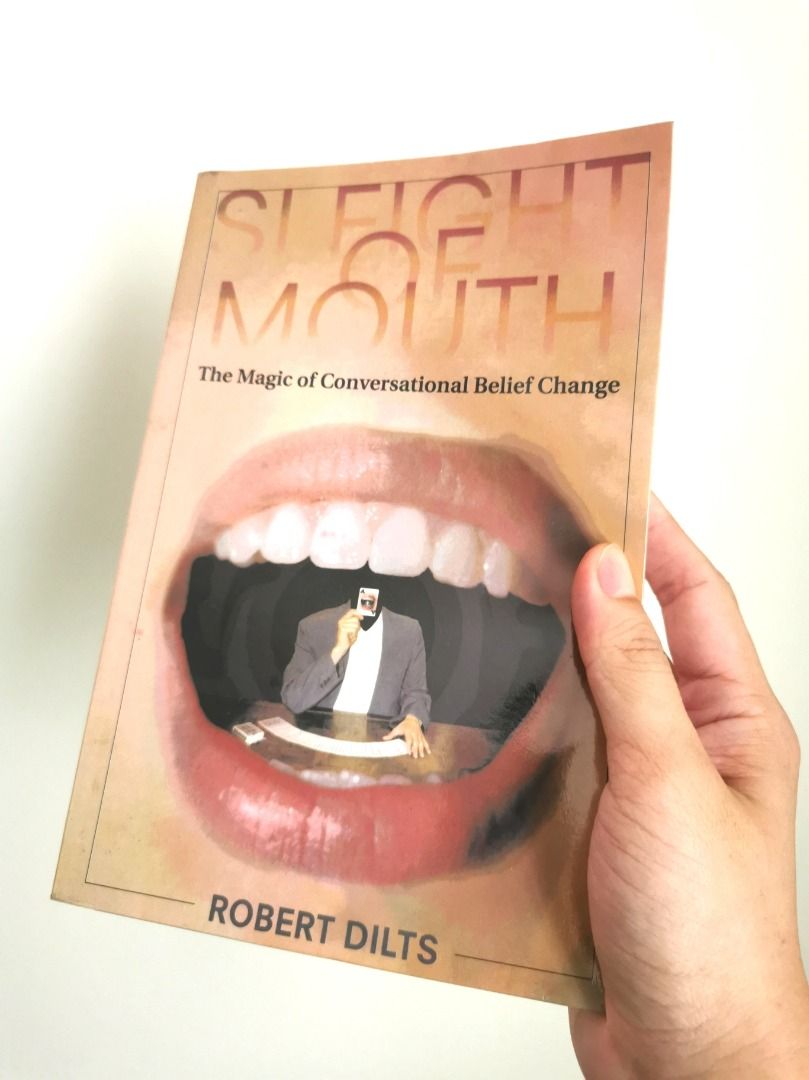 SLEIGHT
OF
MOUTH
The Magic of Conversational Belief Change
ROBERT DILTS